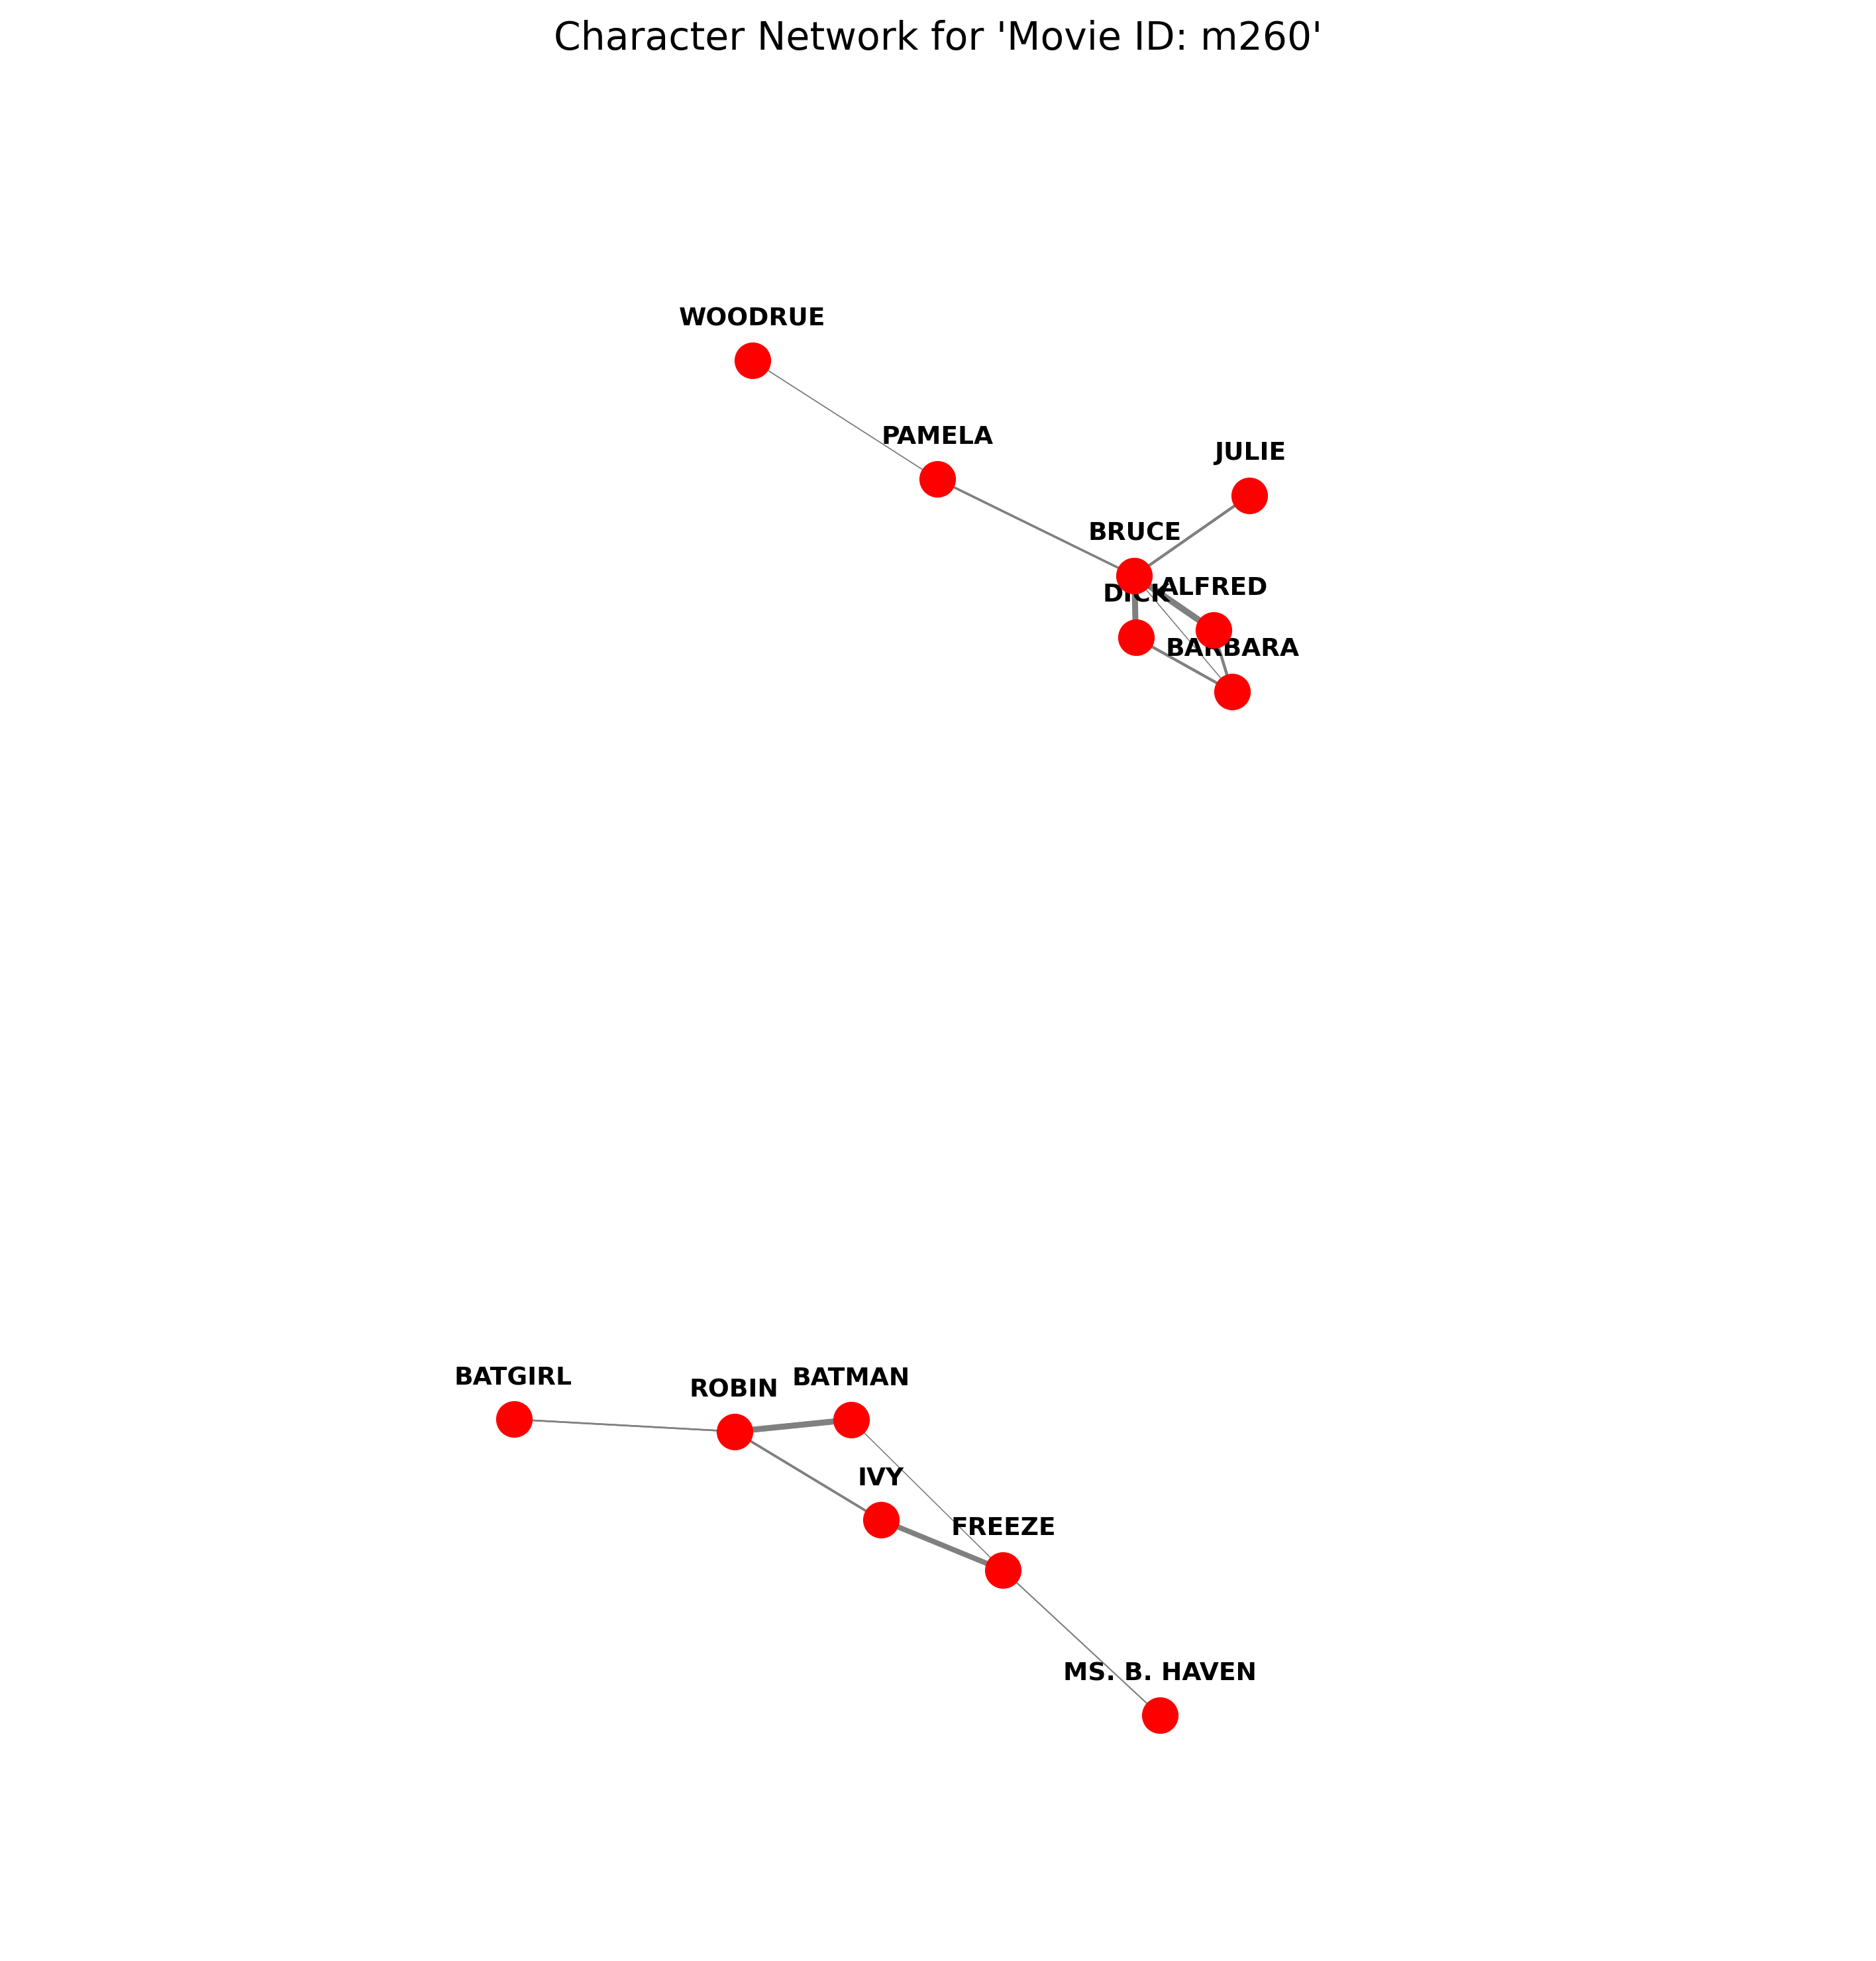 Character Network for 'Movie ID: m260'
WOODRUE
PAMELA
JULIE
BRUCE
ALFRED
DICK
BARBARA
BATGIRL
BATMAN
ROBIN
IVY
FREEZE
MS. B. HAVEN